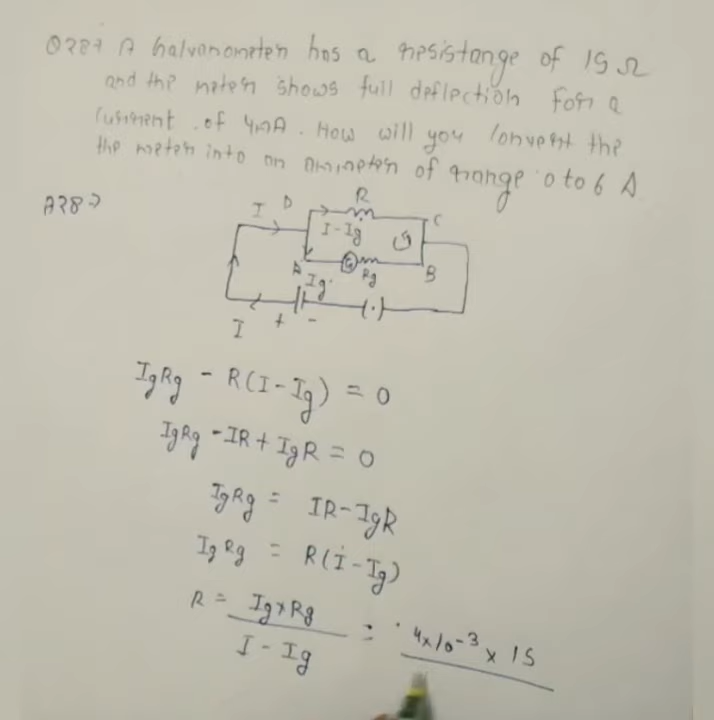 Q28→ A Galvanometer has a resistange of 15 Ω
and the meter shows full deflection for a
current of 4mA. How will you convert the
the meter into an ammeter of range 0 to 6 A
A28→
R
I D C
I-Ig
G
A Rg B
Ig
I + -
IgRg - R(I-Ig) = 0
IgRg - IR + IgR = 0
IgRg = IR-IgR
IgRg = R(I-Ig)
R = Ig×Rg = 4×10-3 × 15
I - Ig